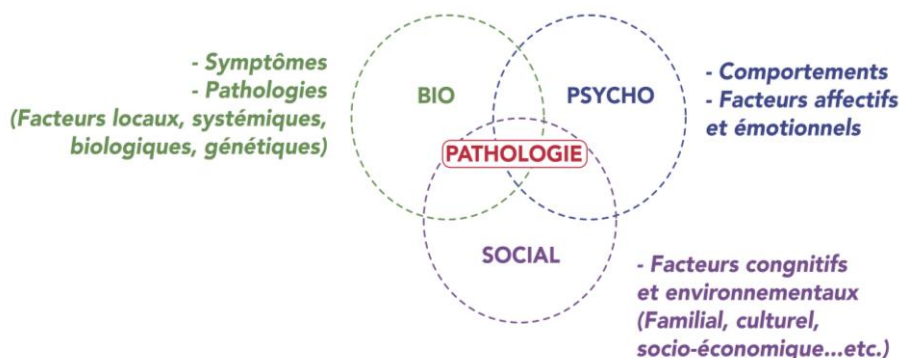 - Symptômes
- Pathologies
(Facteurs locaux, systémiques,
biologiques, génétiques)
BIO
PSYCHO
- Comportements
- Facteurs affectifs
et émotionnels
PATHOLOGIE
SOCIAL
- Facteurs congnitifs
et environnementaux
(Familial, culturel,
socio-économique...etc.)